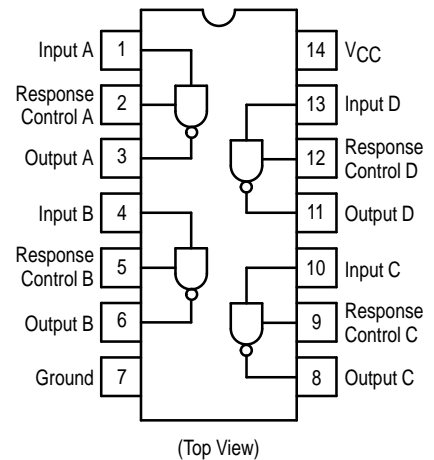 Input A 1
Response
Control A 2
Output A 3
Input B 4
Response
Control B 5
Output B 6
Ground 7
14 VCC
13 Input D
12 Response
Control D
11 Output D
10 Input C
9 Response
Control C
8 Output C
(Top View)